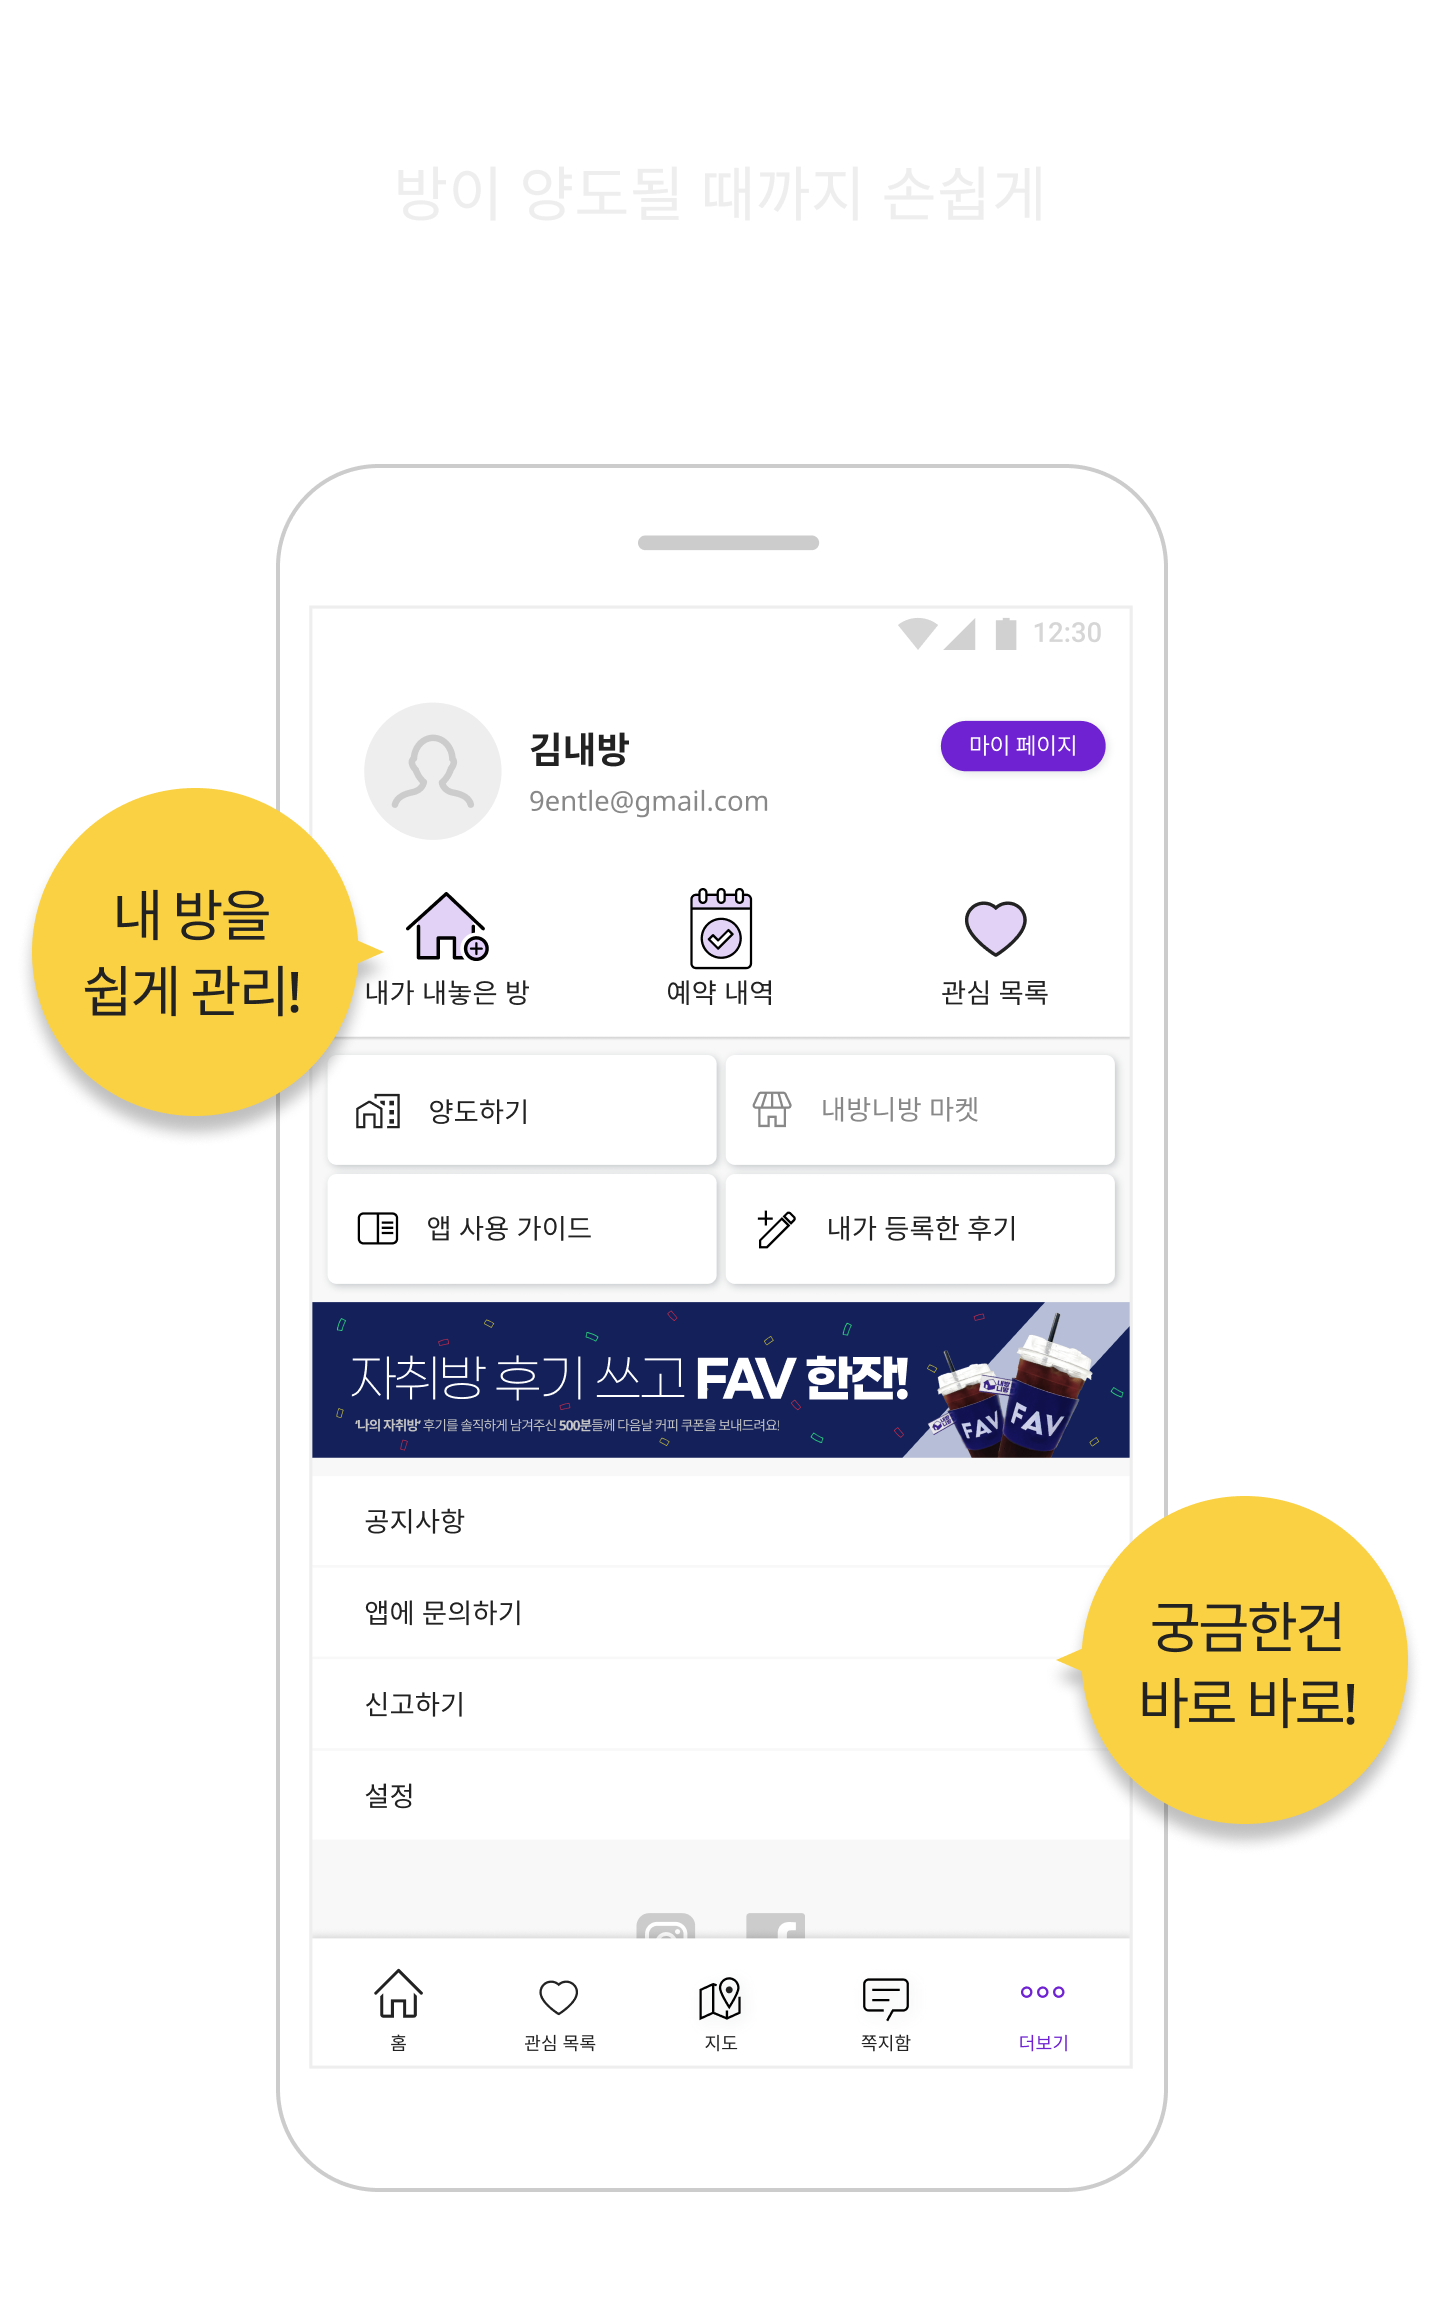 방이 양도될 때까지 손쉽게
12:30
김내방
마이 페이지
9entle@gmail.com
내 방을
쉽게 관리!
내가 내놓은 방
예약 내역
관심 목록
양도하기
내방니방 마켓
앱 사용 가이드
내가 등록한 후기
자취방 후기 쓰고 FAV 한잔!
'나의 자취방' 후기를 솔직하게 남겨주신 500분들께 다음날 커피 쿠폰을 보내드려요!
내방니방
내방니방
FAV
FAV
공지사항
앱에 문의하기
신고하기
설정
궁금한건
바로 바로!
홈
관심 목록
지도
쪽지함
더보기